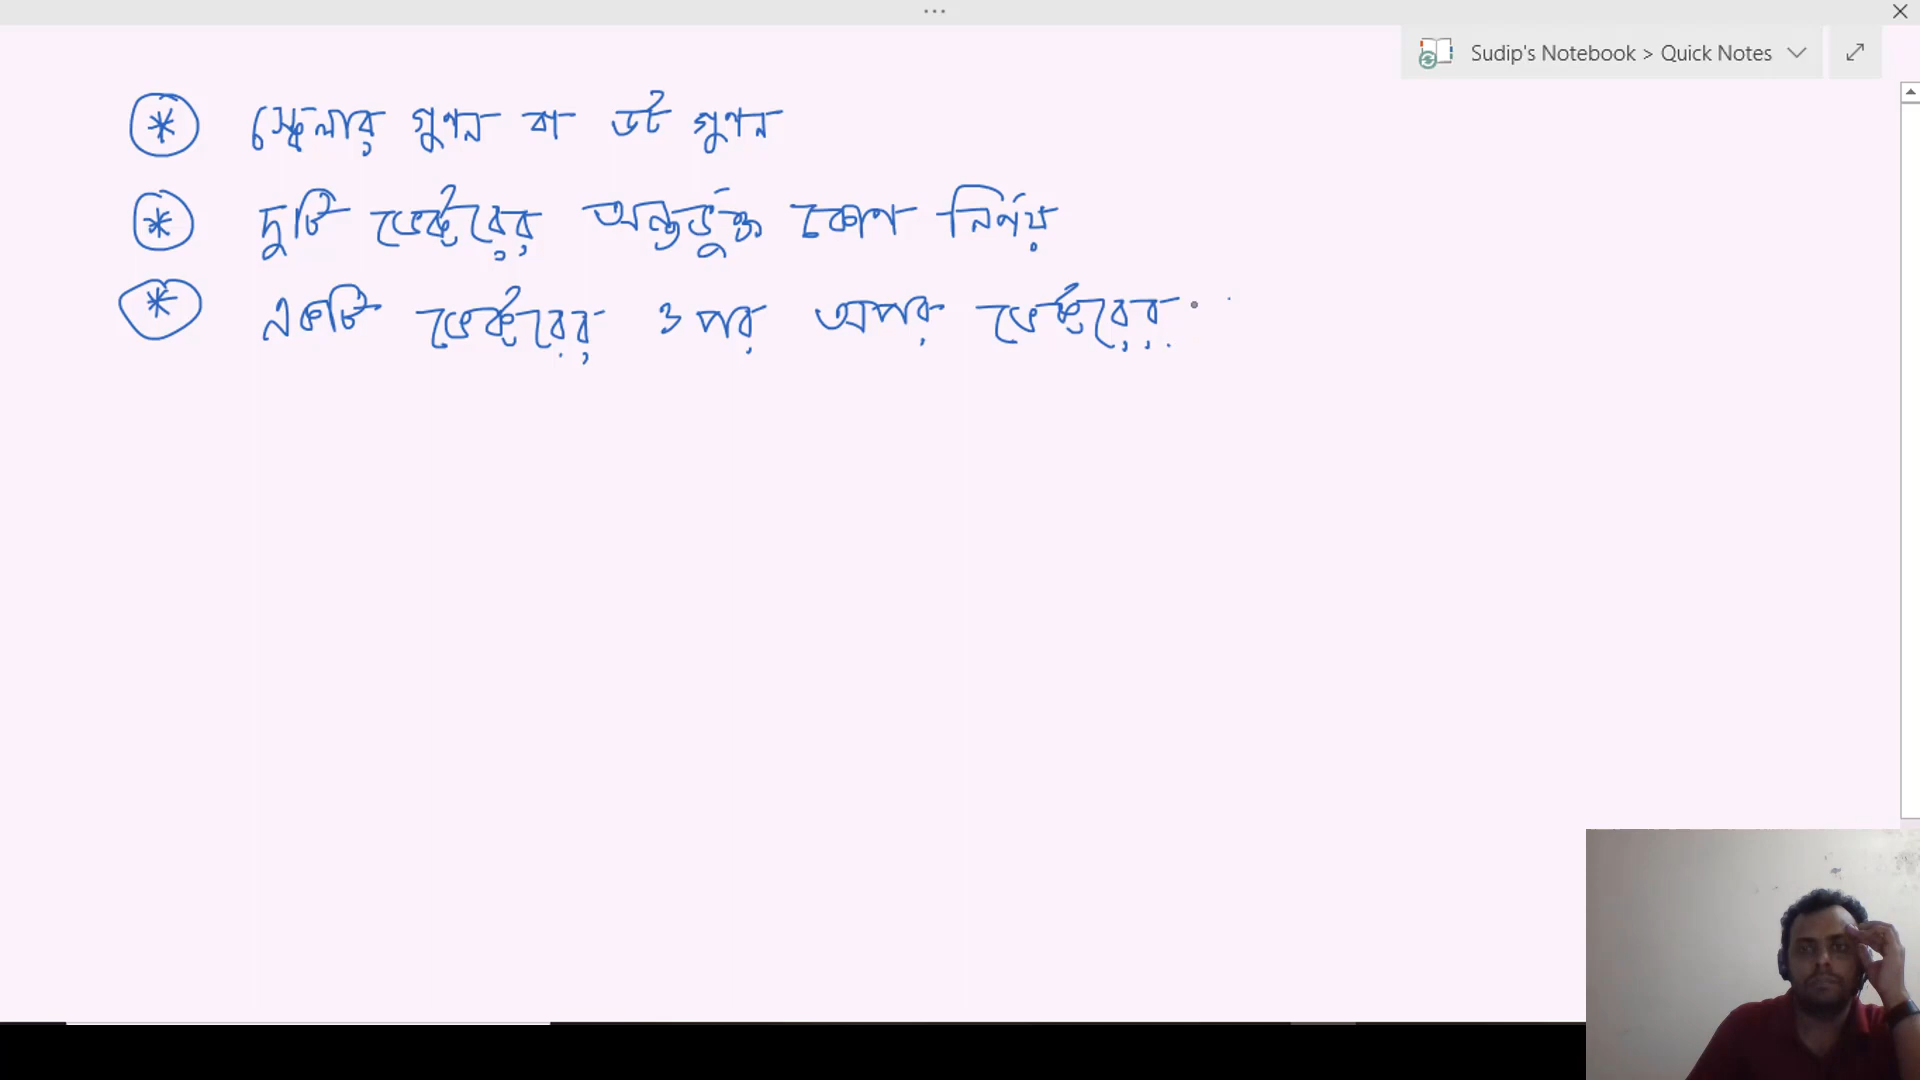 Sudip's Notebook > Quick Notes
স্কেলার গুণন বা ডট গুণন
দুটি ভেক্টরের অন্তর্ভুক্ত কোণ নির্ণয়
একটি ভেক্টরের ওপর অপর ভেক্টরের